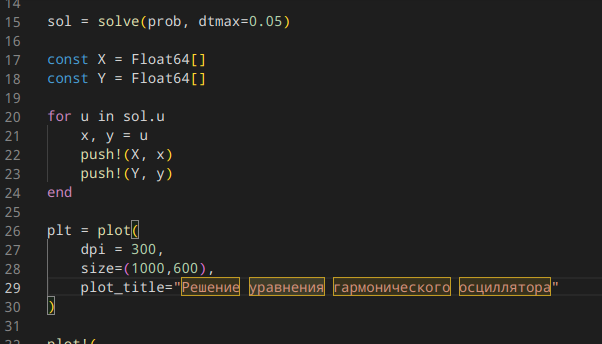 14
15 sol = solve(prob, dtmax=0.05)
16
17 const X = Float64[]
18 const Y = Float64[]
19
20 for u in sol.u
21 x, y = u
22 push!(X, x)
23 push!(Y, y)
24 end
25
26 plt = plot(
27 dpi = 300,
28 size=(1000,600),
29 plot_title="Решение уравнения гармонического осциллятора"
30 )
31
32 plot!(